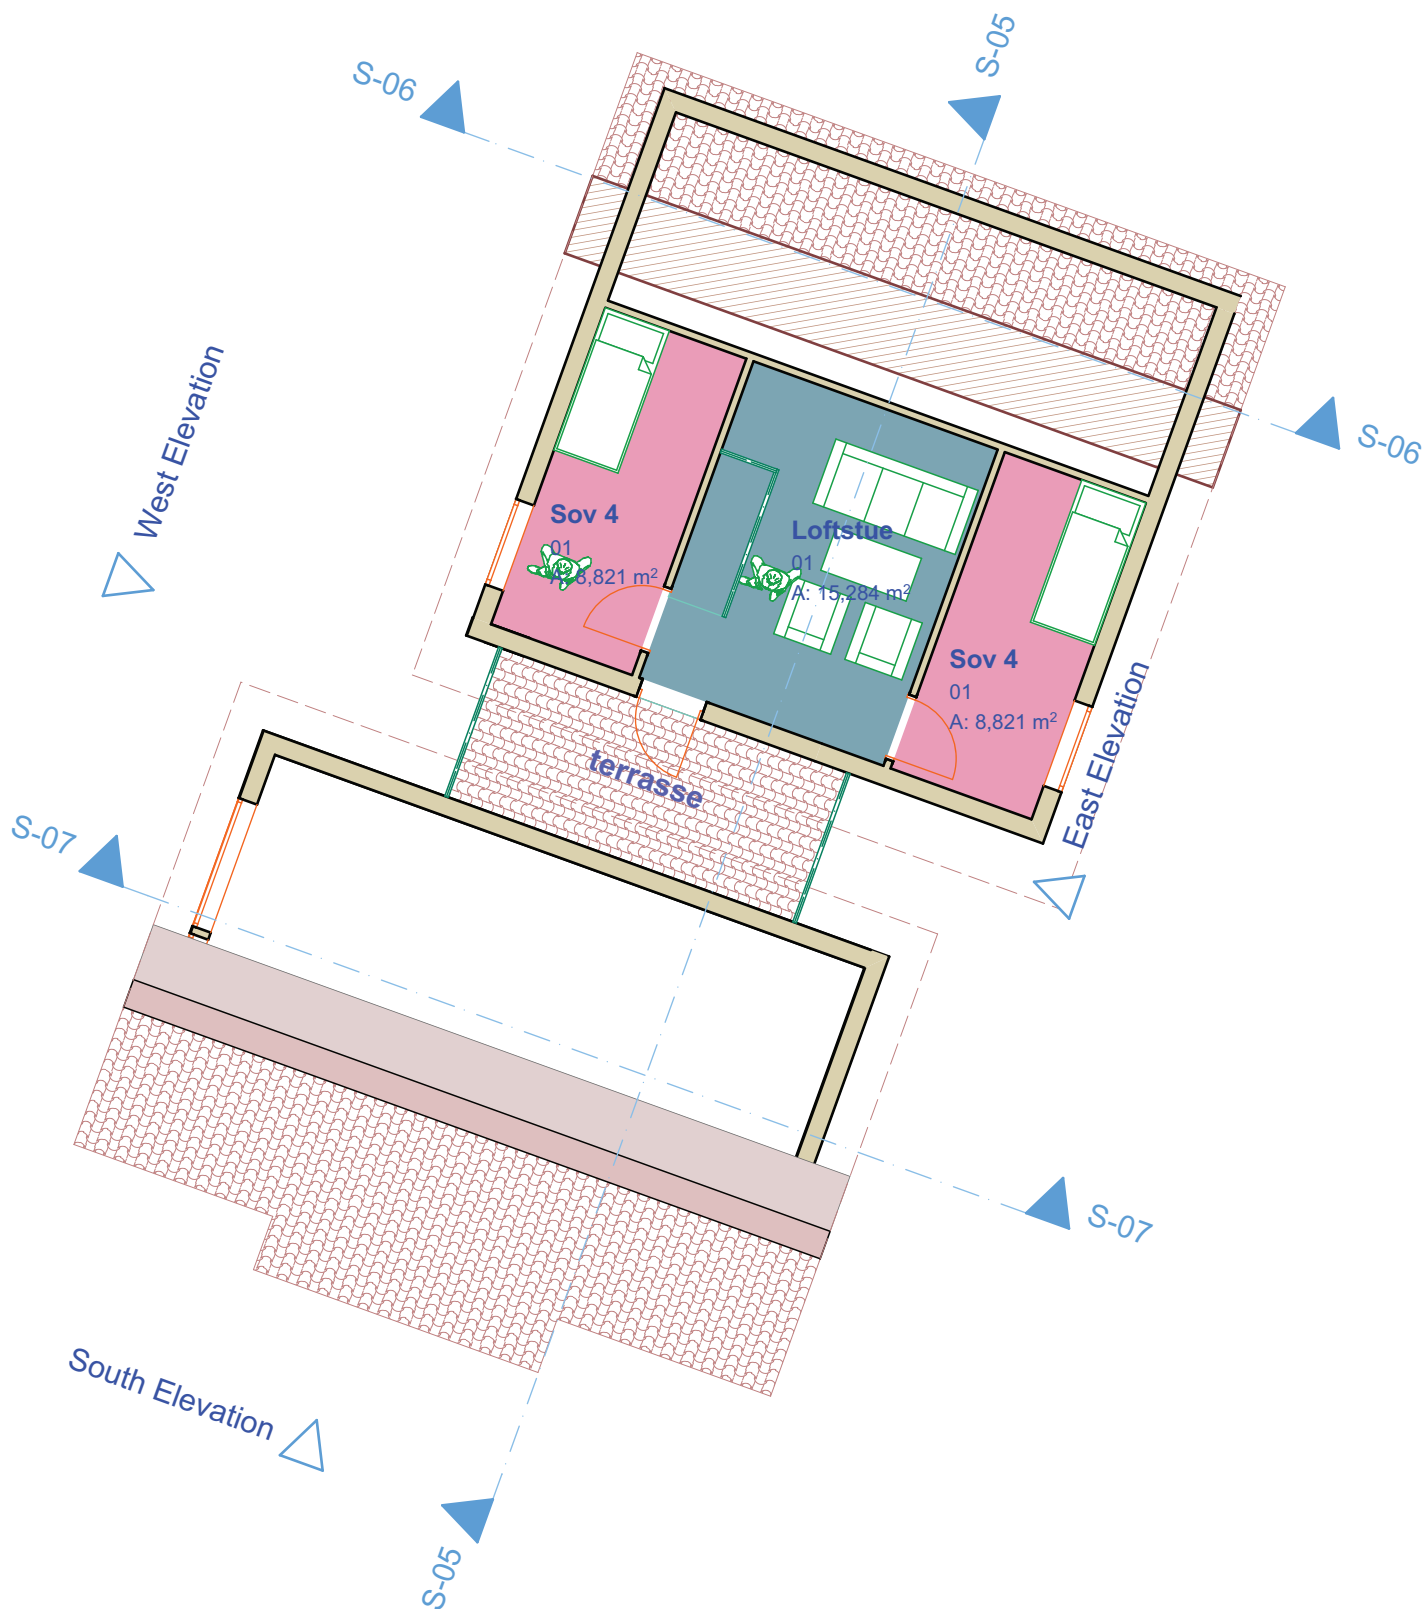 S-05
S-06
S-06
West Elevation
Sov 4
01
A: 8,821 m²
Loftstue
01
A: 15,284 m²
Sov 4
01
A: 8,821 m²
East Elevation
terrasse
S-07
S-07
South Elevation
S-05